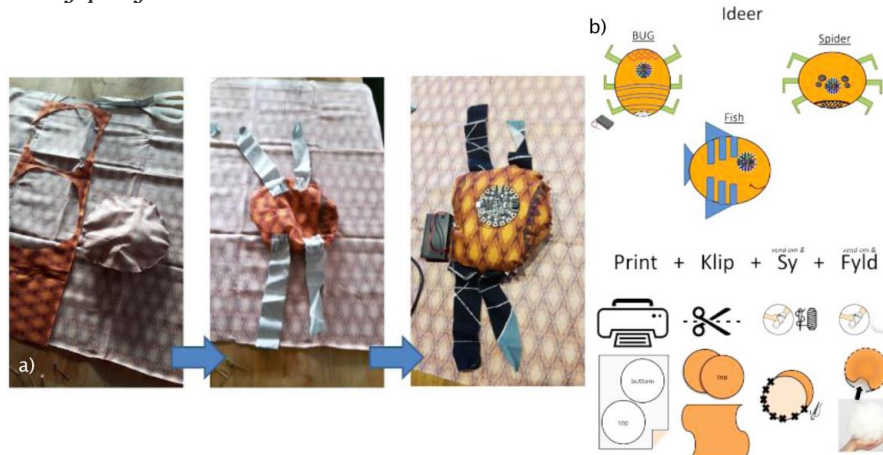 a)
b)
Ideer
BUG
Spider
Fish
vend om &
vend om &
Print + Klip + Sy + Fyld
bottom
top
top